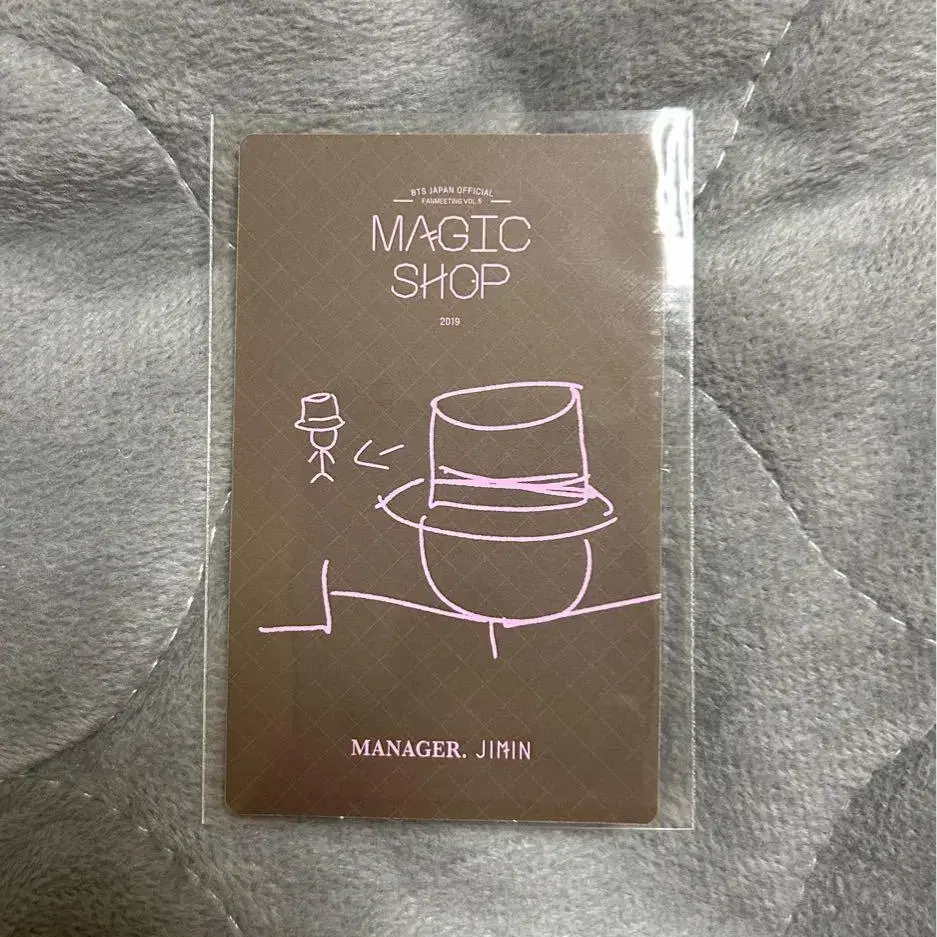 BTS JAPAN OFFICIAL
FANMEETING VOL.5
MAGIC
SHOP
2019
MANAGER. JIMIN